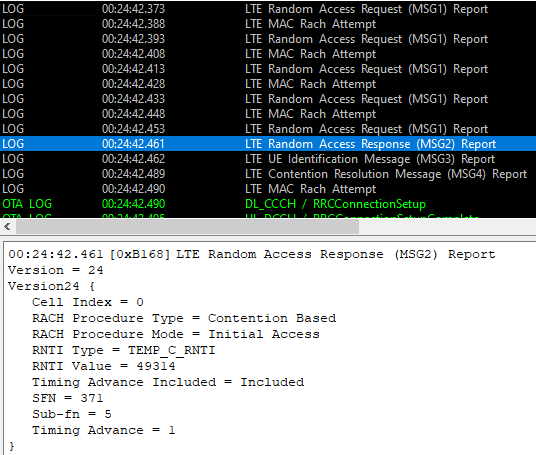 LOG 00:24:42.373 LTE Random Access Request (MSG1) Report
LOG 00:24:42.388 LTE MAC Rach Attempt
LOG 00:24:42.393 LTE Random Access Request (MSG1) Report
LOG 00:24:42.408 LTE MAC Rach Attempt
LOG 00:24:42.413 LTE Random Access Request (MSG1) Report
LOG 00:24:42.428 LTE MAC Rach Attempt
LOG 00:24:42.433 LTE Random Access Request (MSG1) Report
LOG 00:24:42.448 LTE MAC Rach Attempt
LOG 00:24:42.453 LTE Random Access Request (MSG1) Report
LOG 00:24:42.461 LTE Random Access Response (MSG2) Report
LOG 00:24:42.462 LTE UE Identification Message (MSG3) Report
LOG 00:24:42.489 LTE Contention Resolution Message (MSG4) Report
LOG 00:24:42.490 LTE MAC Rach Attempt
OTA LOG 00:24:42.490 DL_CCCH / RRCConnectionSetup
OTA LOG 00:24:42.495 UL_DCCH / RRCConnectionSetupComplete
00:24:42.461 [0xB168] LTE Random Access Response (MSG2) Report
Version = 24
Version24 {
Cell Index = 0
RACH Procedure Type = Contention Based
RACH Procedure Mode = Initial Access
RNTI Type = TEMP_C_RNTI
RNTI Value = 49314
Timing Advance Included = Included
SFN = 371
Sub-fn = 5
Timing Advance = 1
}